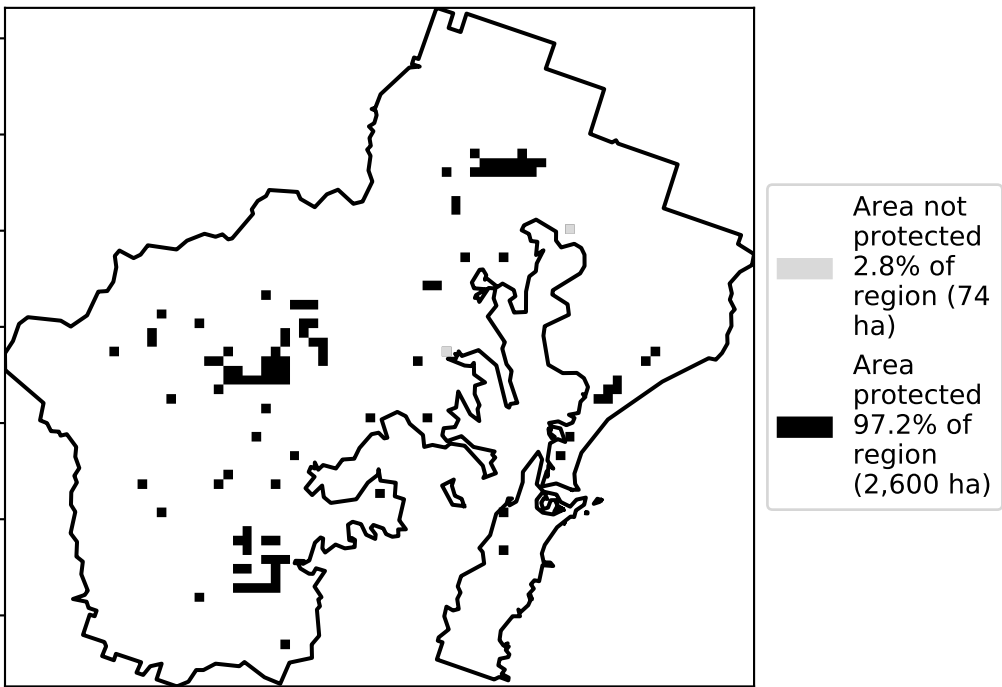 Area not
protected
2.8% of
region (74
ha)
Area
protected
97.2% of
region
(2,600 ha)